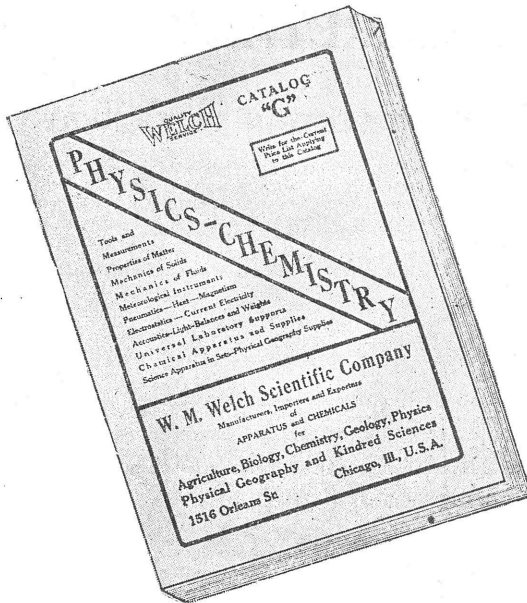 QUALITY
WELCH
SERVICE
CATALOG
"G"
Write for the Current
Price List Applying
to this Catalog
PHYSICS-CHEMISTRY
Tools and
Measurements
Properties of Matter
Mechanics of Solids
Mechanics of Fluids
Meteorological Instruments
Pneumatics—Heat—Magnetism
Electrostatics—Current Electricity
Accoustics-Light-Balances and Weights
Universal Laboratory Supports
Chemical Apparatus and Supplies
Science Apparatus in Sets-Physical Geography Supplies
W. M. Welch Scientific Company
Manufacturers, Importers and Exporters
of
APPARATUS and CHEMICALS
for
Agriculture, Biology, Chemistry, Geology, Physics
Physical Geography and Kindred Sciences
1516 Orleans St. Chicago, Ill., U.S.A.